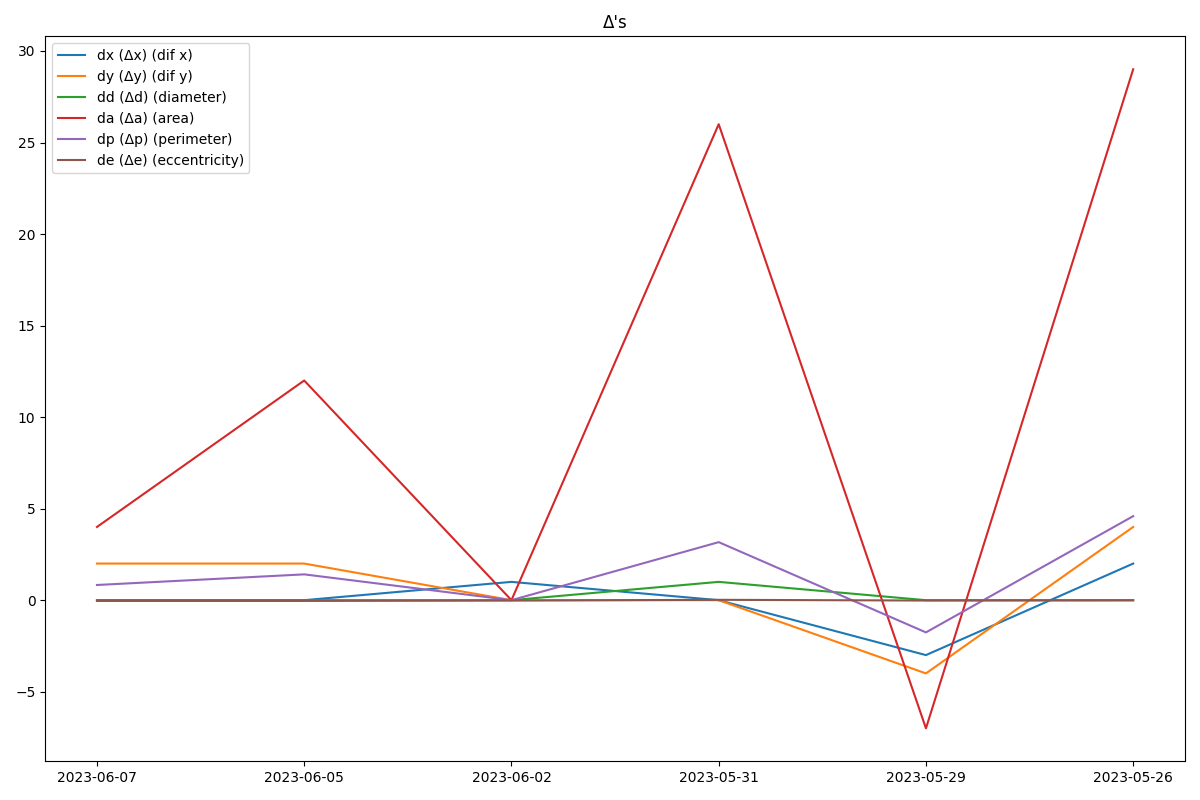 Δ's
dx (Δx) (dif x)
dy (Δy) (dif y)
dd (Δd) (diameter)
da (Δa) (area)
dp (Δp) (perimeter)
de (Δe) (eccentricity)
30
25
20
15
10
5
0
−5
2023-06-07 2023-06-05 2023-06-02 2023-05-31 2023-05-29 2023-05-26